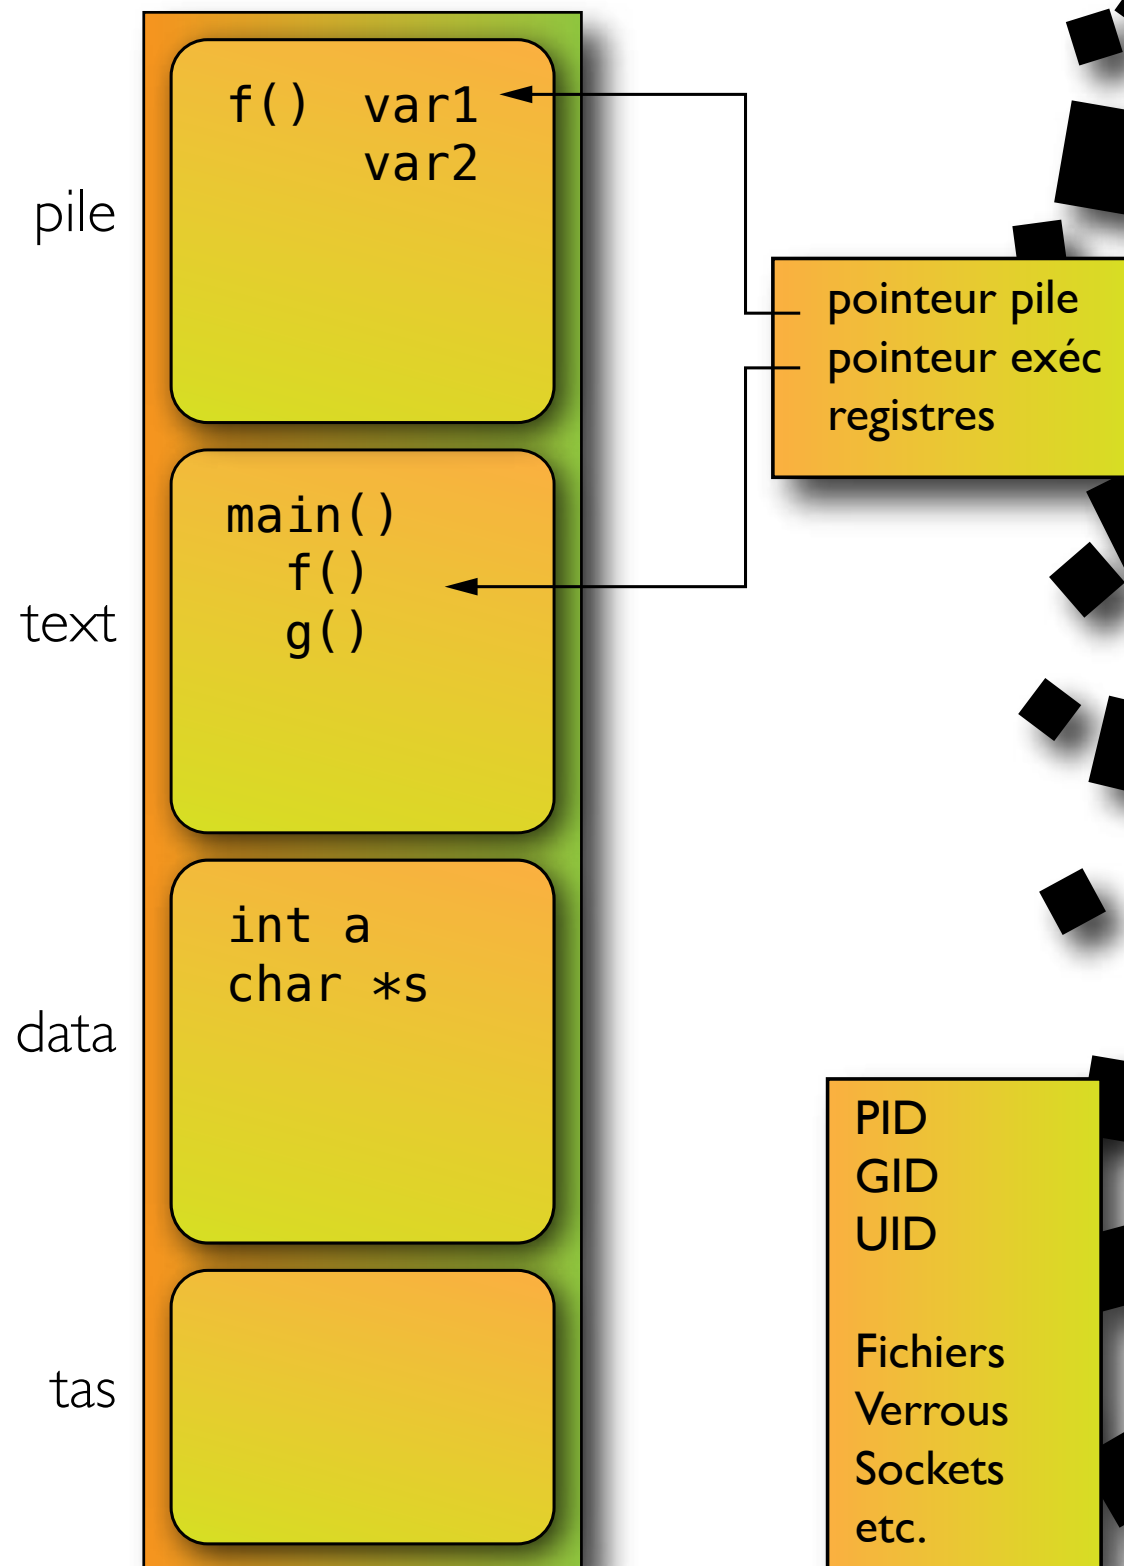 pile
f() var1
var2
pointeur pile
pointeur exéc
registres
text
main()
f()
g()
data
int a
char *s
tas
PID
GID
UID
Fichiers
Verrous
Sockets
etc.